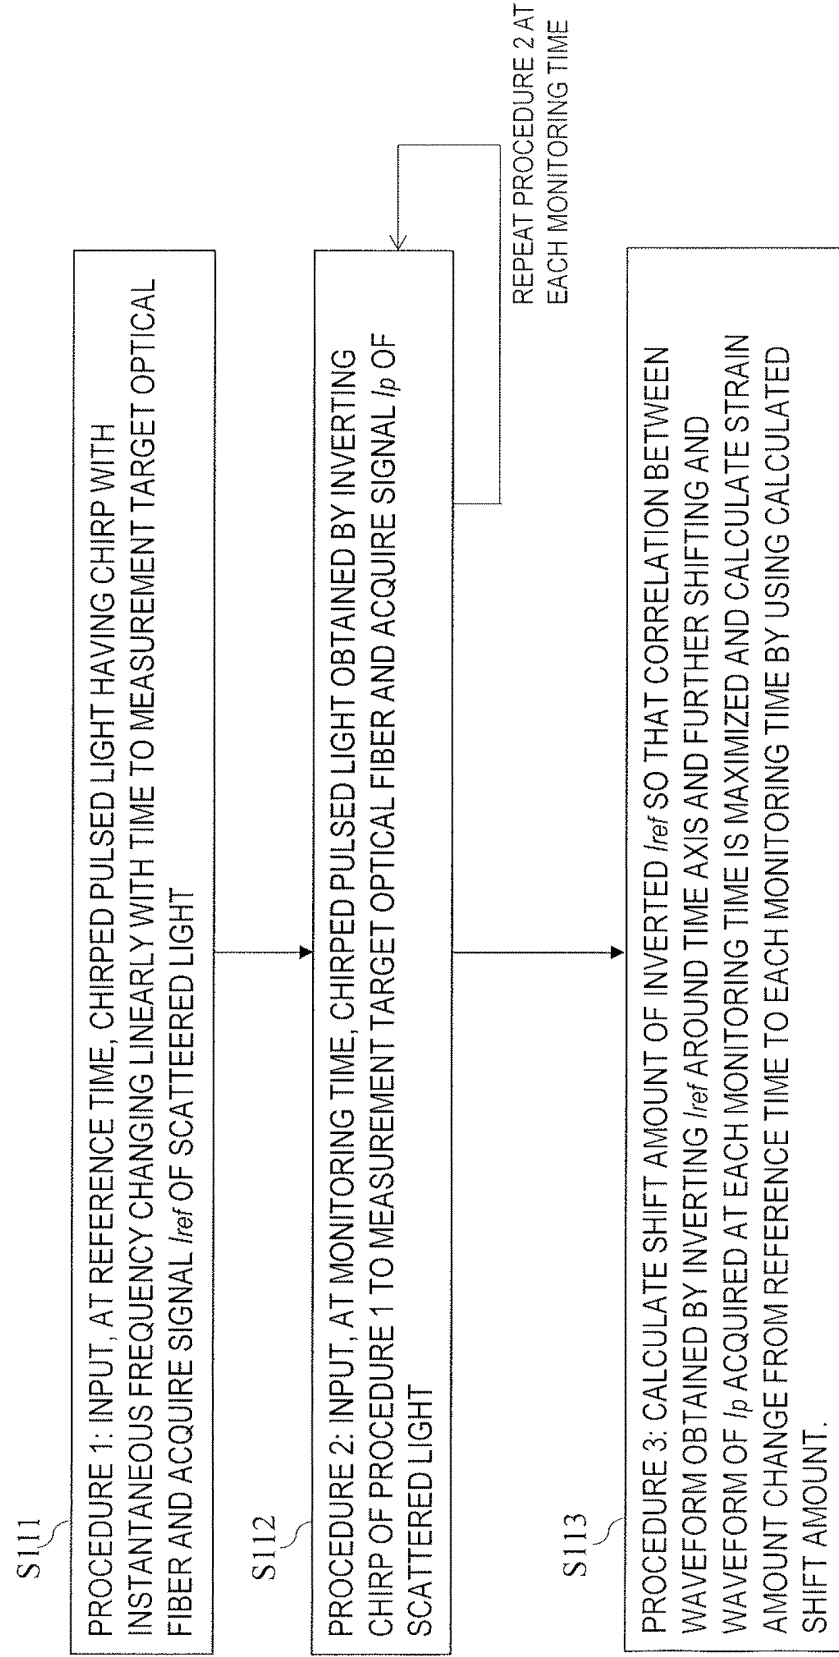 S111
PROCEDURE 1: INPUT, AT REFERENCE TIME, CHIRPED PULSED LIGHT HAVING CHIRP WITH
INSTANTANEOUS FREQUENCY CHANGING LINEARLY WITH TIME TO MEASUREMENT TARGET OPTICAL
FIBER AND ACQUIRE SIGNAL Iref OF SCATTEERED LIGHT
S112
PROCEDURE 2: INPUT, AT MONITORING TIME, CHIRPED PULSED LIGHT OBTAINED BY INVERTING
CHIRP OF PROCEDURE 1 TO MEASUREMENT TARGET OPTICAL FIBER AND ACQUIRE SIGNAL Ip OF
SCATTERED LIGHT
REPEAT PROCEDURE 2 AT
EACH MONITORING TIME
S113
PROCEDURE 3: CALCULATE SHIFT AMOUNT OF INVERTED Iref SO THAT CORRELATION BETWEEN
WAVEFORM OBTAINED BY INVERTING Iref AROUND TIME AXIS AND FURTHER SHIFTING AND
WAVEFORM OF Ip ACQUIRED AT EACH MONITORING TIME IS MAXIMIZED AND CALCULATE STRAIN
AMOUNT CHANGE FROM REFERENCE TIME TO EACH MONITORING TIME BY USING CALCULATED
SHIFT AMOUNT.